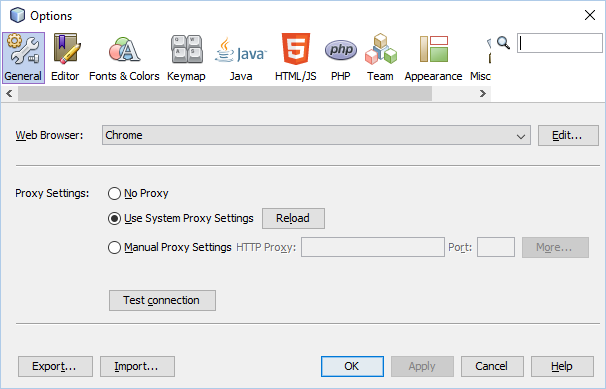 Options
General Editor Fonts & Colors Keymap Java HTML/JS PHP Team Appearance Misc
Web Browser: Chrome Edit...
Proxy Settings: No Proxy
Use System Proxy Settings Reload
Manual Proxy Settings HTTP Proxy: Port: More...
Test connection
Export... Import... OK Apply Cancel Help